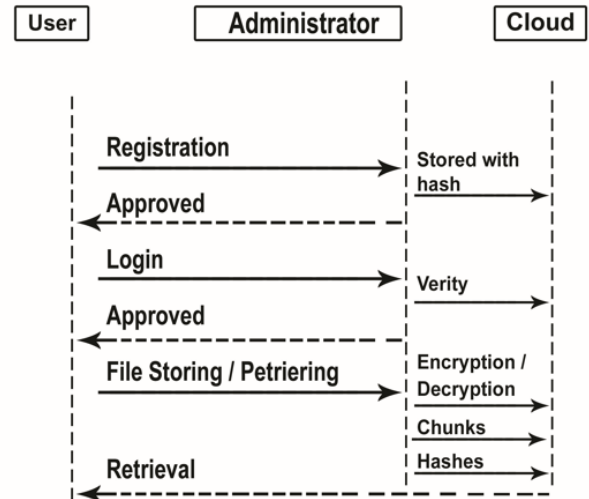 User
Administrator
Cloud
Registration
Stored with
hash
Approved
Login
Verity
Approved
File Storing / Petriering
Encryption /
Decryption
Chunks
Hashes
Retrieval